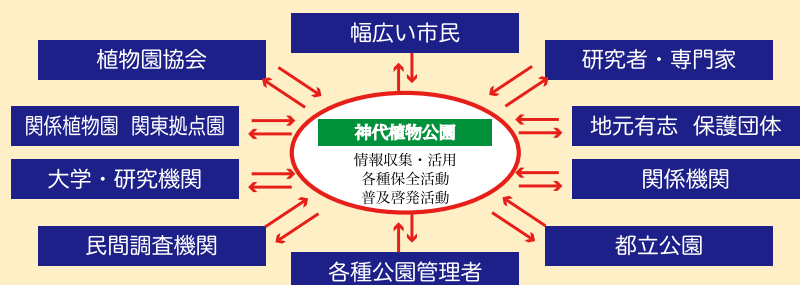 幅広い市民
植物園協会
研究者・専門家
関係植物園 関東拠点園
神代植物公園
地元有志 保護団体
情報収集・活用
各種保全活動
普及啓発活動
大学・研究機関
関係機関
民間調査機関
都立公園
各種公園管理者